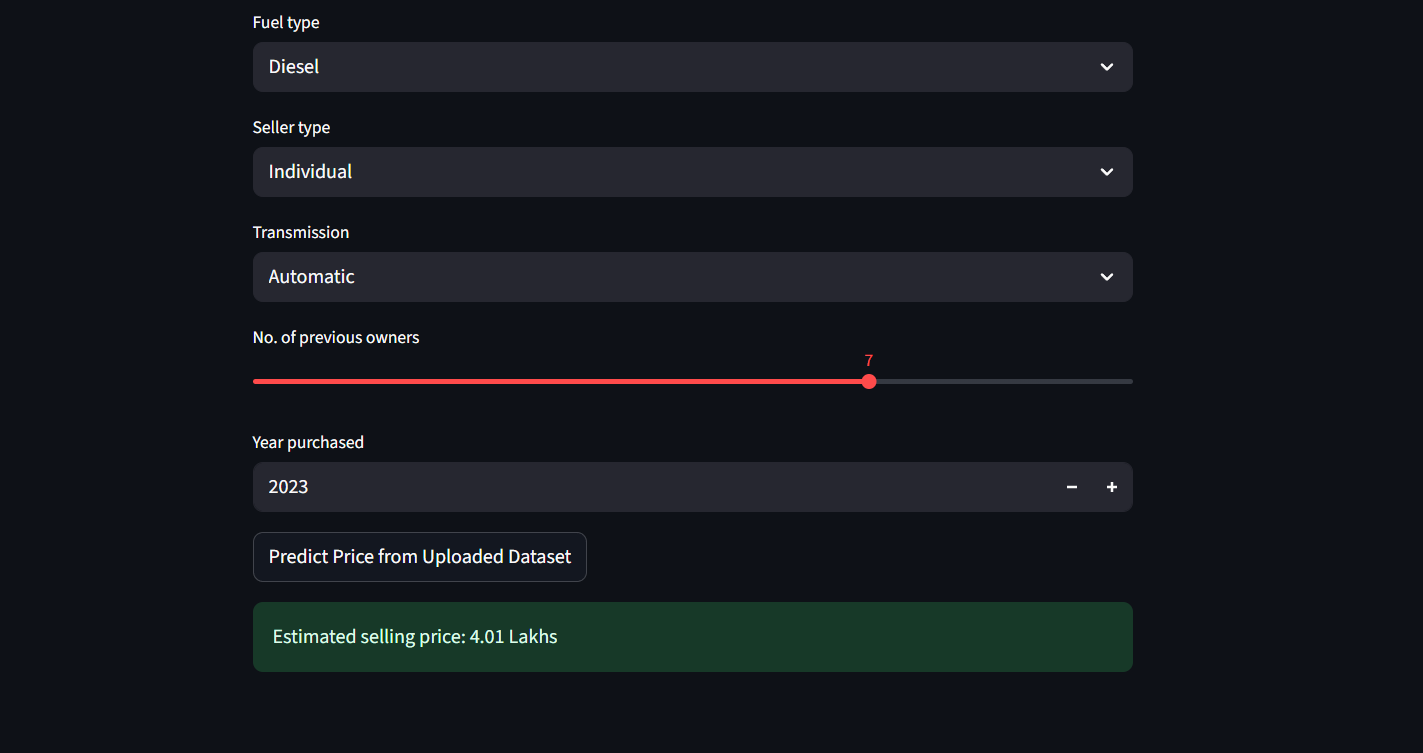 Fuel type
Diesel
Seller type
Individual
Transmission
Automatic
No. of previous owners
7
Year purchased
2023
Predict Price from Uploaded Dataset
Estimated selling price: 4.01 Lakhs